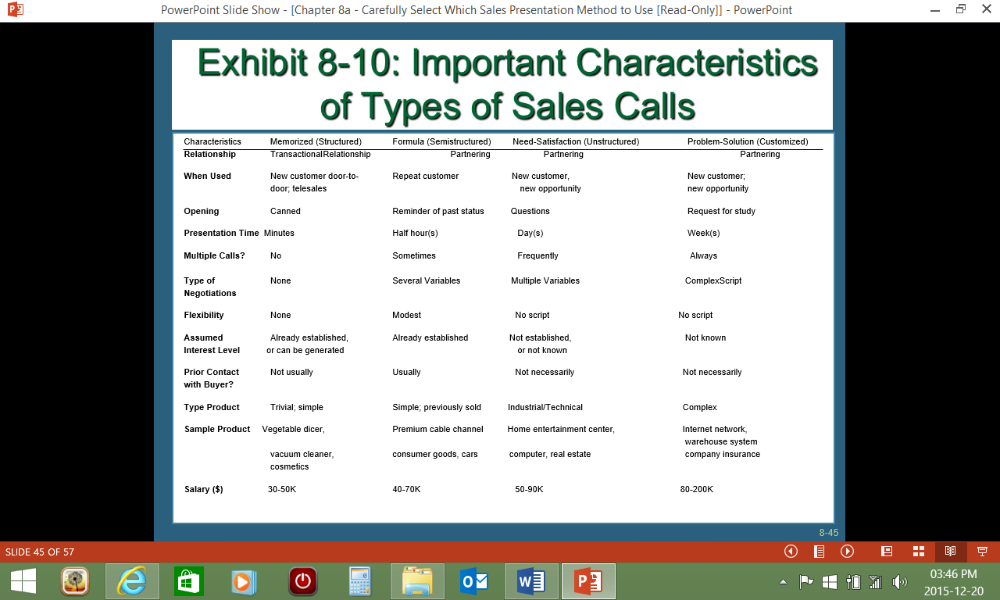 PowerPoint Slide Show - [Chapter 8a - Carefully Select Which Sales Presentation Method to Use [Read-Only]] - PowerPoint
Exhibit 8-10: Important Characteristics
of Types of Sales Calls
Characteristics Memorized (Structured) Formula (Semistructured) Need-Satisfaction (Unstructured) Problem-Solution (Customized)
Relationship TransactionalRelationship Partnering Partnering Partnering
When Used New customer door-to- Repeat customer New customer, New customer;
door; telesales new opportunity new opportunity
Opening Canned Reminder of past status Questions Request for study
Presentation Time Minutes Half hour(s) Day(s) Week(s)
Multiple Calls? No Sometimes Frequently Always
Type of None Several Variables Multiple Variables ComplexScript
Negotiations
Flexibility None Modest No script No script
Assumed Already established, Already established Not established, Not known
Interest Level or can be generated or not known
Prior Contact Not usually Usually Not necessarily Not necessarily
with Buyer?
Type Product Trivial; simple Simple; previously sold Industrial/Technical Complex
Sample Product Vegetable dicer, Premium cable channel Home entertainment center, Internet network,
warehouse system
vacuum cleaner, consumer goods, cars computer, real estate company insurance
cosmetics
Salary ($) 30-50K 40-70K 50-90K 80-200K
8-45
SLIDE 45 OF 57
03:46 PM
2015-12-20